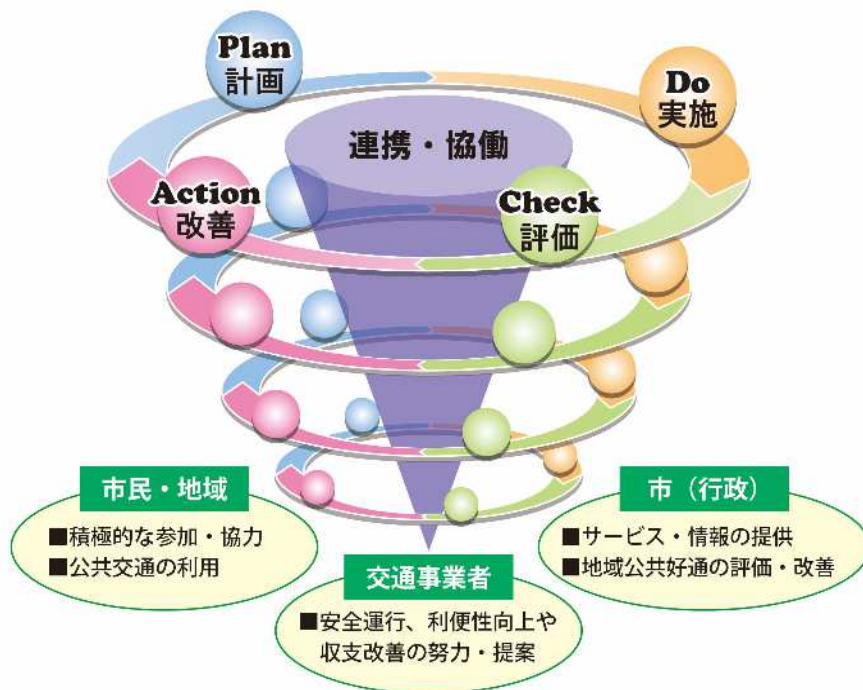 Plan
計画
Do
実施
連携・協働
Action
改善
Check
評価
市民・地域
■積極的な参加・協力
■公共交通の利用
市（行政）
■サービス・情報の提供
■地域公共好通の評価・改善
交通事業者
■安全運行、利便性向上や
収支改善の努力・提案